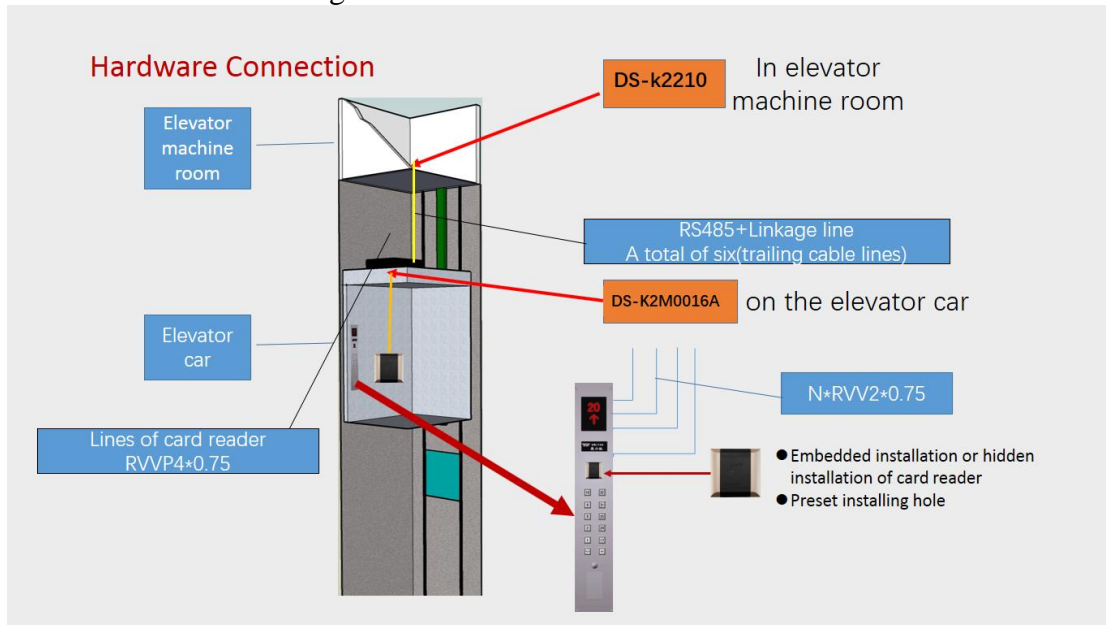 Hardware Connection
DS-k2210
In elevator
machine room
Elevator
machine
room
RS485+Linkage line
A total of six(trailing cable lines)
DS-K2M0016A
on the elevator car
Elevator
car
N*RVV2*0.75
20
Lines of card reader
RVVP4*0.75
●Embedded installation or hidden
installation of card reader
●Preset installing hole